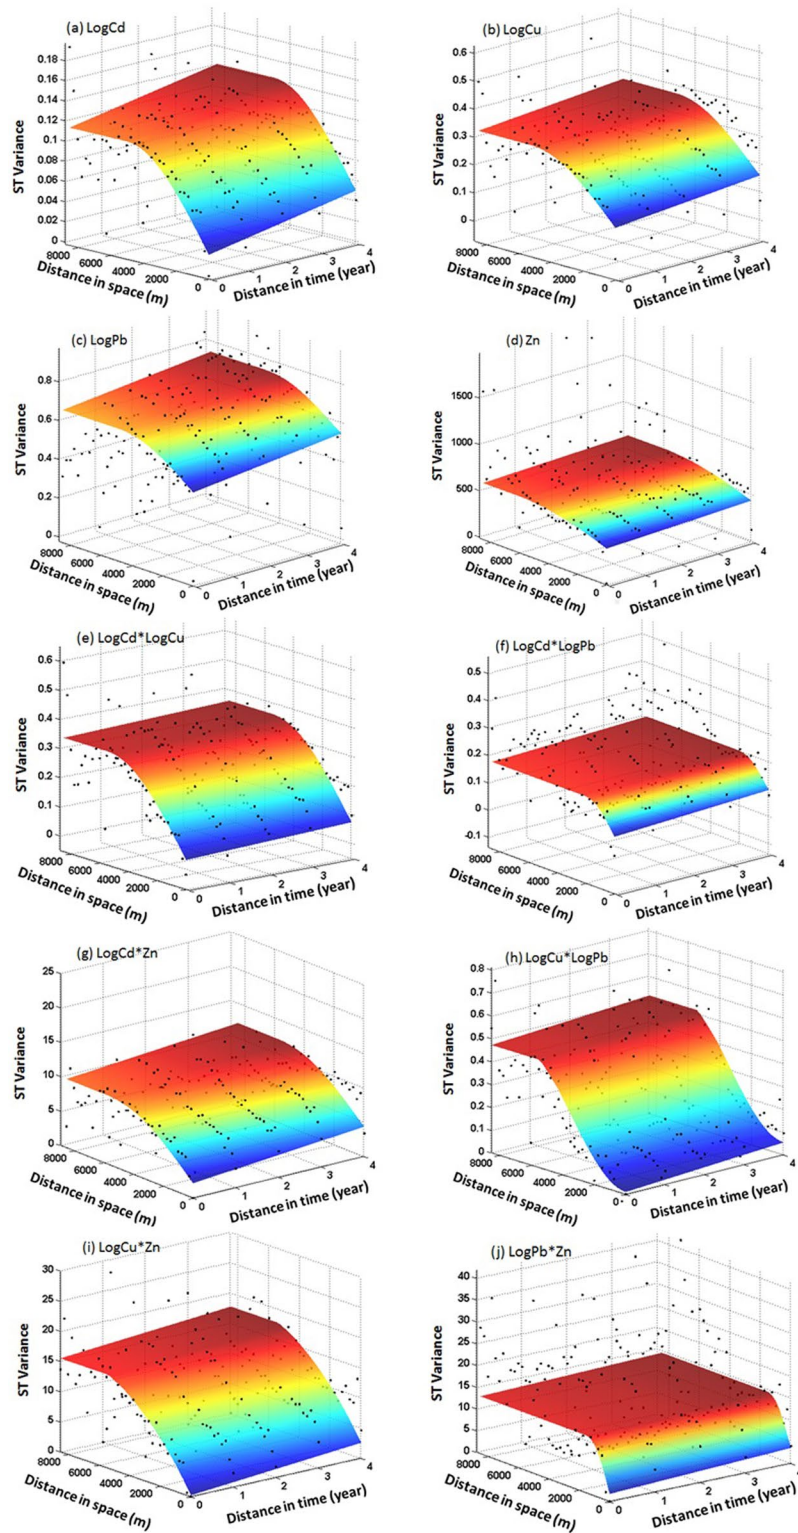 (a) LogCd
ST Variance
0.18
0.16
0.14
0.12
0.1
0.08
0.06
0.04
0.02
0
8000 6000 4000 2000 0
Distance in space (m)
0 1 2 3 4
Distance in time (year)
(b) LogCu
ST Variance
0.6
0.5
0.4
0.3
0.2
0.1
0
8000 6000 4000 2000 0
Distance in space (m)
0 1 2 3 4
Distance in time (year)
(c) LogPb
ST Variance
0.8
0.6
0.4
0.2
0
8000 6000 4000 2000 0
Distance in space (m)
0 1 2 3 4
Distance in time (year)
(d) Zn
ST Variance
1500
1000
500
0
8000 6000 4000 2000 0
Distance in space (m)
0 1 2 3 4
Distance in time (year)
(e) LogCd*LogCu
ST Variance
0.6
0.5
0.4
0.3
0.2
0.1
0
8000 6000 4000 2000 0
Distance in space (m)
0 1 2 3 4
Distance in time (year)
(f) LogCd*LogPb
ST Variance
0.5
0.4
0.3
0.2
0.1
0
-0.1
8000 6000 4000 2000 0
Distance in space (m)
0 1 2 3 4
Distance in time (year)
(g) LogCd*Zn
ST Variance
25
20
15
10
5
0
8000 6000 4000 2000 0
Distance in space (m)
0 1 2 3 4
Distance in time (year)
(h) LogCu*LogPb
ST Variance
0.8
0.7
0.6
0.5
0.4
0.3
0.2
0.1
0
8000 6000 4000 2000 0
Distance in space (m)
0 1 2 3 4
Distance in time (year)
(i) LogCu*Zn
ST Variance
30
25
20
15
10
5
0
8000 6000 4000 2000 0
Distance in space (m)
0 1 2 3 4
Distance in time (year)
(j) LogPb*Zn
ST Variance
40
35
30
25
20
15
10
5
0
8000 6000 4000 2000 0
Distance in space (m)
0 1 2 3 4
Distance in time (year)